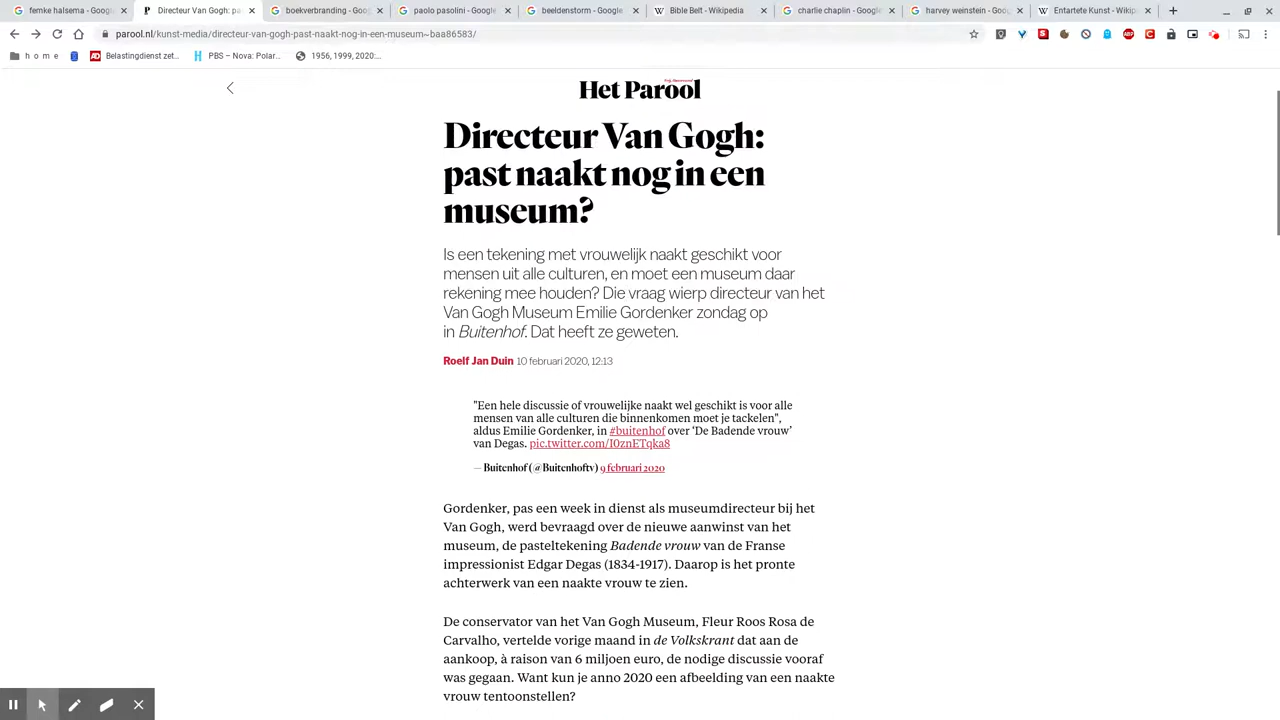 femke halsema - Goog
Directeur Van Gogh: pa
boekverbranding - Goo
paolo pasolini - Google
beeldenstorm - Google
Bible Belt - Wikipedia
charlie chaplin - Google
harvey weinstein - Goo
Entartete Kunst - Wikip
parool.nl/kunst-media/directeur-van-gogh-past-naakt-nog-in-een-museum~baa86583/
h o m e
Belastingdienst zet...
PBS – Nova: Polar...
1956, 1999, 2020:...
Het Parool
Directeur Van Gogh:
past naakt nog in een
museum?
Is een tekening met vrouwelijk naakt geschikt voor
mensen uit alle culturen, en moet een museum daar
rekening mee houden? Die vraag wierp directeur van het
Van Gogh Museum Emilie Gordenker zondag op
in Buitenhof. Dat heeft ze geweten.
Roelf Jan Duin 10 februari 2020, 12:13
"Een hele discussie of vrouwelijke naakt wel geschikt is voor alle
mensen van alle culturen die binnenkomen moet je tackelen",
aldus Emilie Gordenker, in #buitenhof over ‘De Badende vrouw’
van Degas. pic.twitter.com/I0znETqka8
— Buitenhof (@Buitenhoftv) 9 februari 2020
Gordenker, pas een week in dienst als museumdirecteur bij het
Van Gogh, werd bevraagd over de nieuwe aanwinst van het
museum, de pasteltekening Badende vrouw van de Franse
impressionist Edgar Degas (1834-1917). Daarop is het pronte
achterwerk van een naakte vrouw te zien.
De conservator van het Van Gogh Museum, Fleur Roos Rosa de
Carvalho, vertelde vorige maand in de Volkskrant dat aan de
aankoop, à raison van 6 miljoen euro, de nodige discussie vooraf
was gegaan. Want kun je anno 2020 een afbeelding van een naakte
vrouw tentoonstellen?